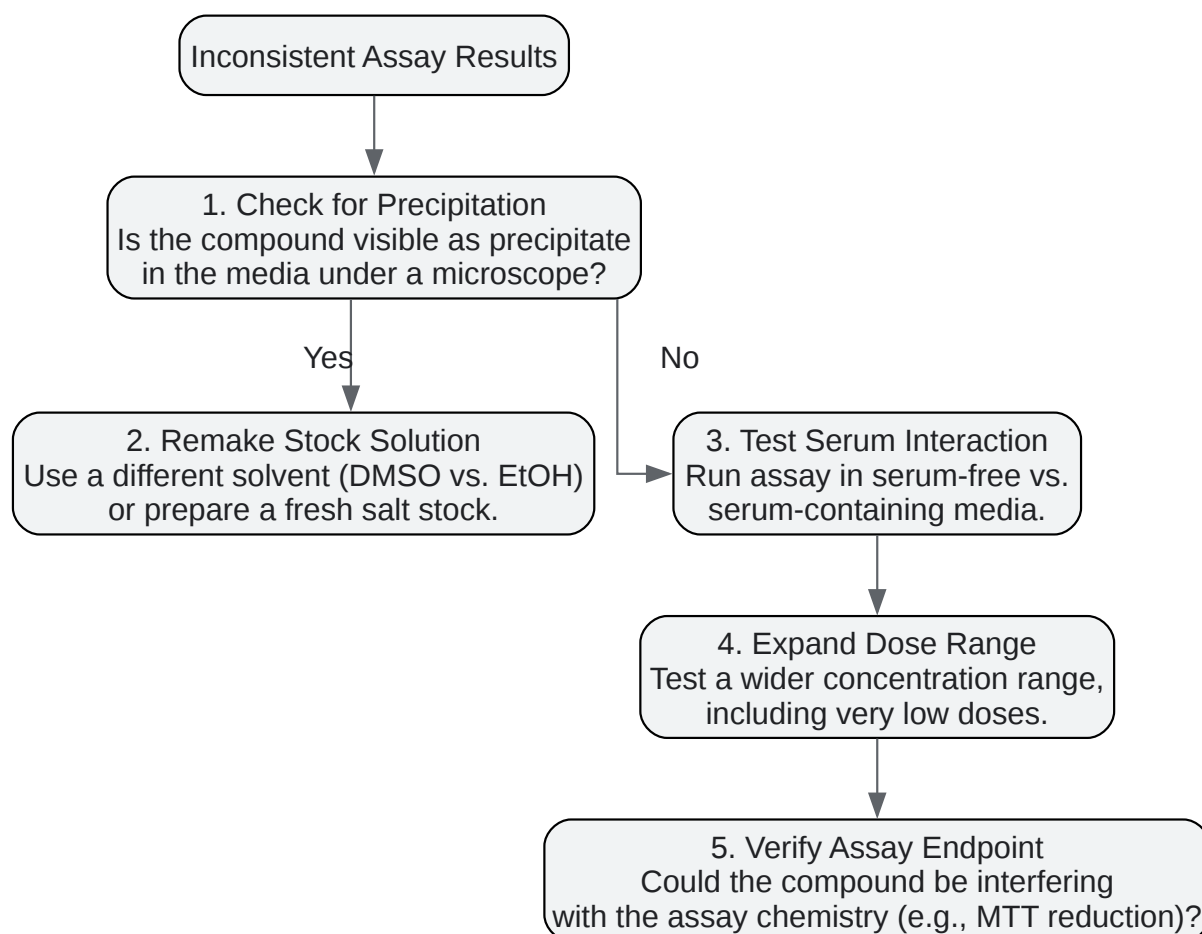 Inconsistent Assay Results
1. Check for Precipitation
Is the compound visible as precipitate
in the media under a microscope?
Yes
No
2. Remake Stock Solution
Use a different solvent (DMSO vs. EtOH)
or prepare a fresh salt stock.
3. Test Serum Interaction
Run assay in serum-free vs.
serum-containing media.
4. Expand Dose Range
Test a wider concentration range,
including very low doses.
5. Verify Assay Endpoint
Could the compound be interfering
with the assay chemistry (e.g., MTT reduction)?